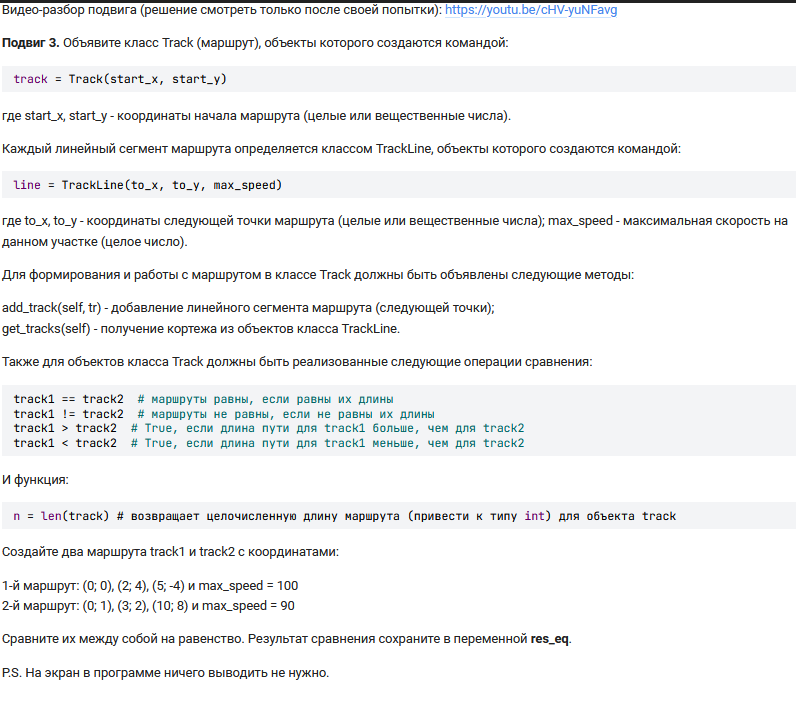 Видео-разбор подвига (решение смотреть только после своей попытки): https://youtu.be/cHV-yuNFavg
Подвиг 3. Объявите класс Track (маршрут), объекты которого создаются командой:
track = Track(start_x, start_y)
где start_x, start_y - координаты начала маршрута (целые или вещественные числа).
Каждый линейный сегмент маршрута определяется классом TrackLine, объекты которого создаются командой:
line = TrackLine(to_x, to_y, max_speed)
где to_x, to_y - координаты следующей точки маршрута (целые или вещественные числа); max_speed - максимальная скорость на
данном участке (целое число).
Для формирования и работы с маршрутом в классе Track должны быть объявлены следующие методы:
add_track(self, tr) - добавление линейного сегмента маршрута (следующей точки);
get_tracks(self) - получение кортежа из объектов класса TrackLine.
Также для объектов класса Track должны быть реализованные следующие операции сравнения:
track1 == track2  # маршруты равны, если равны их длины
track1 != track2  # маршруты не равны, если не равны их длины
track1 > track2  # True, если длина пути для track1 больше, чем для track2
track1 < track2  # True, если длина пути для track1 меньше, чем для track2
И функция:
n = len(track) # возвращает целочисленную длину маршрута (привести к типу int) для объекта track
Создайте два маршрута track1 и track2 с координатами:
1-й маршрут: (0; 0), (2; 4), (5; -4) и max_speed = 100
2-й маршрут: (0; 1), (3; 2), (10; 8) и max_speed = 90
Сравните их между собой на равенство. Результат сравнения сохраните в переменной res_eq.
P.S. На экран в программе ничего выводить не нужно.